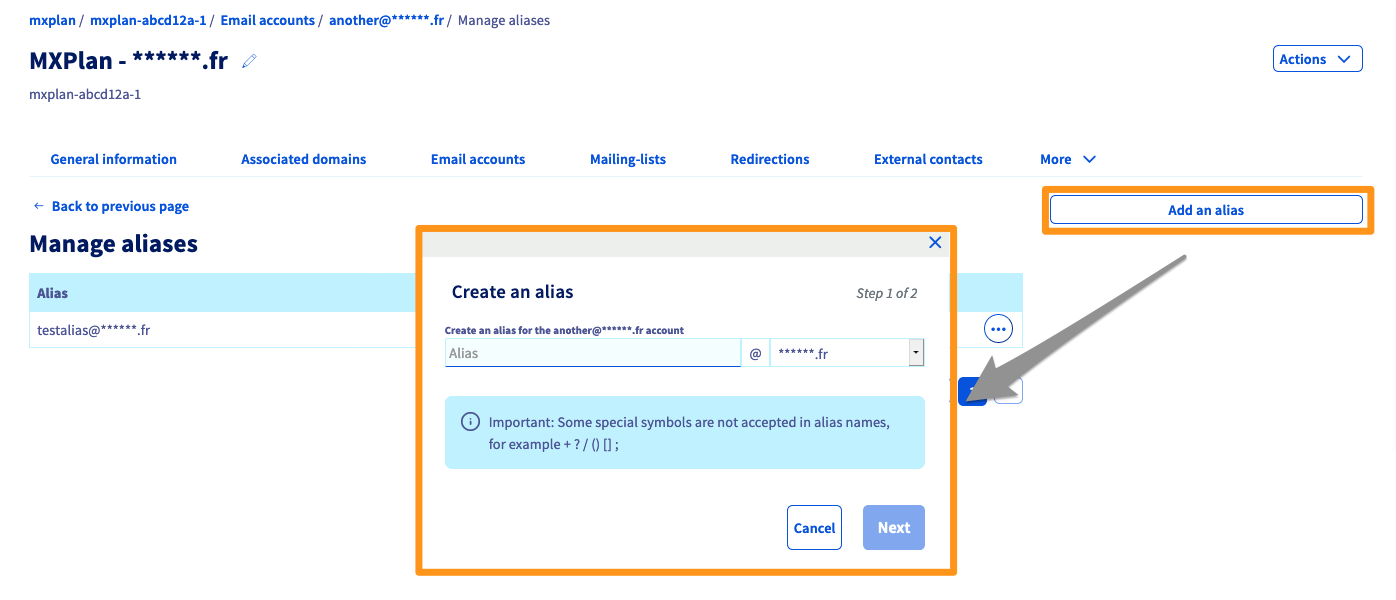 mxplan / mxplan-abcd12a-1 / Email accounts / another@******.fr / Manage aliases
MXPlan - ******.fr
Actions
mxplan-abcd12a-1
General information Associated domains Email accounts Mailing-lists Redirections External contacts More
← Back to previous page
Add an alias
Manage aliases
Alias
testalias@******.fr
Create an alias
Step 1 of 2
Create an alias for the another@******.fr account
Alias @ ******.fr
Important: Some special symbols are not accepted in alias names,
for example + ? / () [] ;
Cancel Next